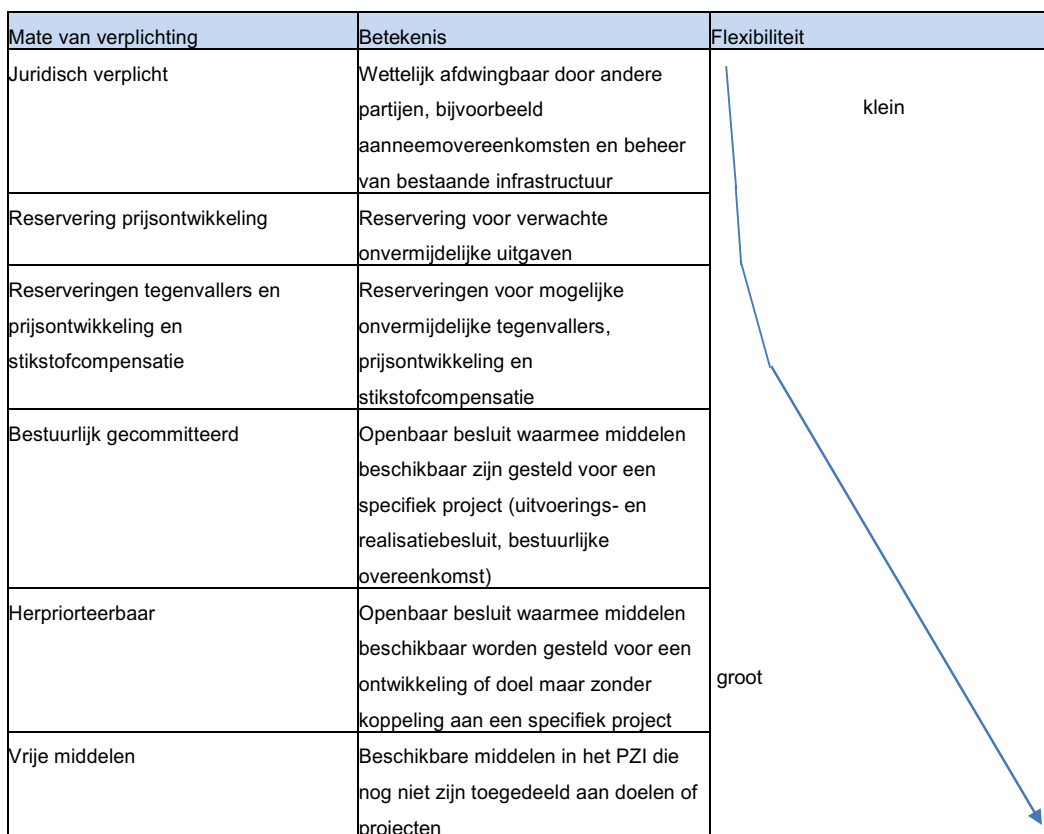 Mate van verplichting Betekenis Flexibiliteit
Juridisch verplicht
Wettelijk afdwingbaar door andere
partijen, bijvoorbeeld
aanneemovereenkomsten en beheer
van bestaande infrastructuur
klein
Reservering prijsontwikkeling
Reservering voor verwachte
onvermijdelijke uitgaven
Reserveringen tegenvallers en
prijsontwikkeling en
stikstofcompensatie
Reserveringen voor mogelijke
onvermijdelijke tegenvallers,
prijsontwikkeling en
stikstofcompensatie
Bestuurlijk gecommitteerd
Openbaar besluit waarmee middelen
beschikbaar zijn gesteld voor een
specifiek project (uitvoerings- en
realisatiebesluit, bestuurlijke
overeenkomst)
Herpriorteerbaar
Openbaar besluit waarmee middelen
beschikbaar worden gesteld voor een
ontwikkeling of doel maar zonder
koppeling aan een specifiek project
groot
Vrije middelen
Beschikbare middelen in het PZI die
nog niet zijn toegedeeld aan doelen of
projecten